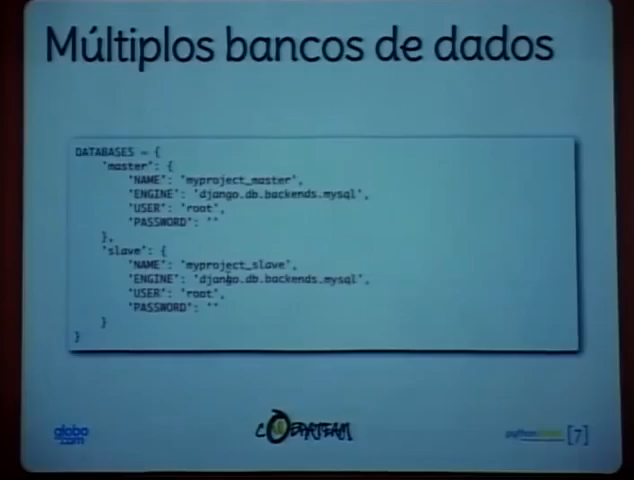 Múltiplos bancos de dados
DATABASES = {
'master': {
'NAME': 'myproject_master',
'ENGINE': 'django.db.backends.mysql',
'USER': 'root',
'PASSWORD': ''
},
'slave': {
'NAME': 'myproject_slave',
'ENGINE': 'django.db.backends.mysql',
'USER': 'root',
'PASSWORD': ''
}
}
globo
.com
python
[7]